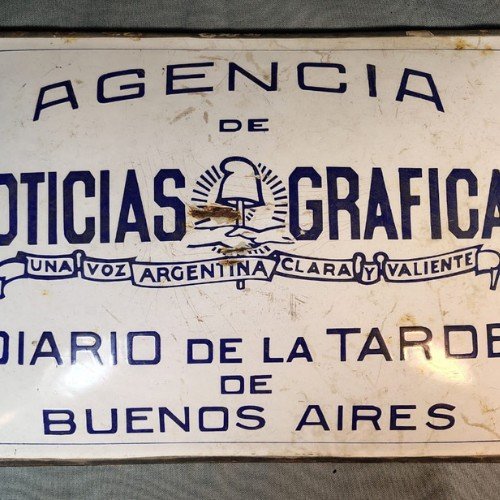 AGENCIA
DE
OTICIAS GRAFICA
UNA VOZ ARGENTINA CLARA Y VALIENTE
DIARIO DE LA TARDE
DE
BUENOS AIRES